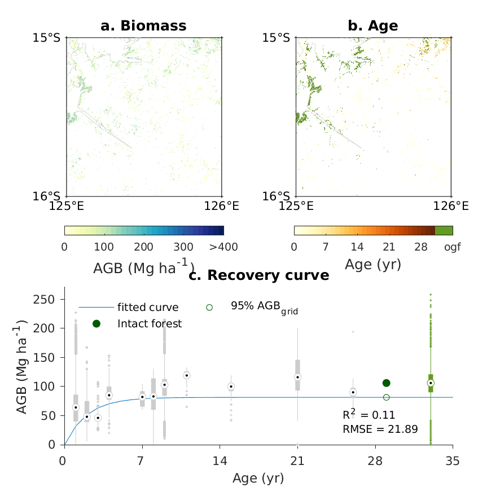 a. Biomass
b. Age
15°S
15°S
16°S
16°S
125°E
126°E
125°E
126°E
0 100 200 300 >400
0 7 14 21 28 ogf
AGB (Mg ha-1)
Age (yr)
c. Recovery curve
fitted curve
95% AGBgrid
Intact forest
250
200
150
100
50
0
AGB (Mg ha-1)
R2 = 0.11
RMSE = 21.89
0 7 14 21 28 35
Age (yr)